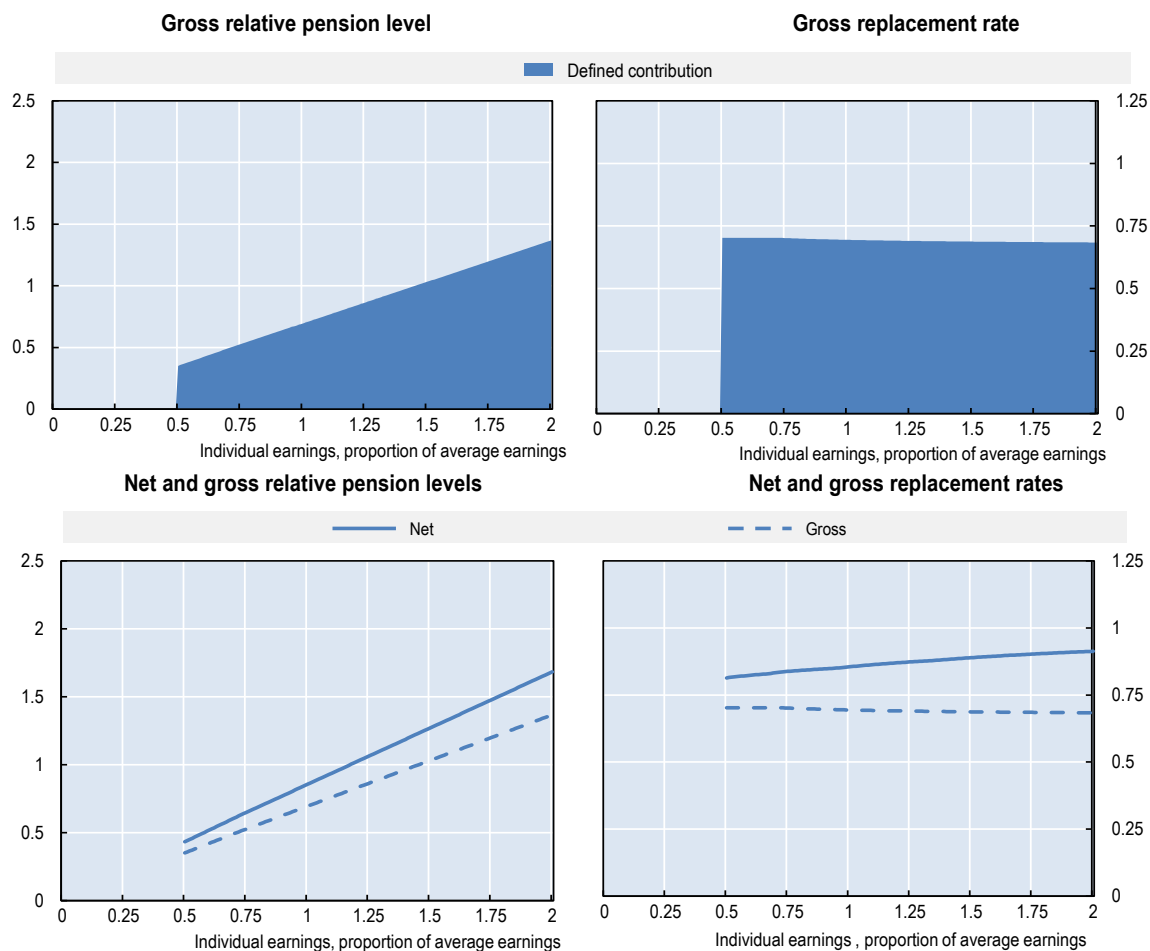 Gross relative pension level
Gross replacement rate
Defined contribution
2.5
2
1.5
1
0.5
0
0 0.25 0.5 0.75 1 1.25 1.5 1.75 2
Individual earnings, proportion of average earnings
1.25
1
0.75
0.5
0.25
0
0 0.25 0.5 0.75 1 1.25 1.5 1.75 2
Individual earnings, proportion of average earnings
Net and gross relative pension levels
Net and gross replacement rates
Net
Gross
2.5
2
1.5
1
0.5
0
0 0.25 0.5 0.75 1 1.25 1.5 1.75 2
Individual earnings, proportion of average earnings
1.25
1
0.75
0.5
0.25
0
0 0.25 0.5 0.75 1 1.25 1.5 1.75 2
Individual earnings , proportion of average earnings